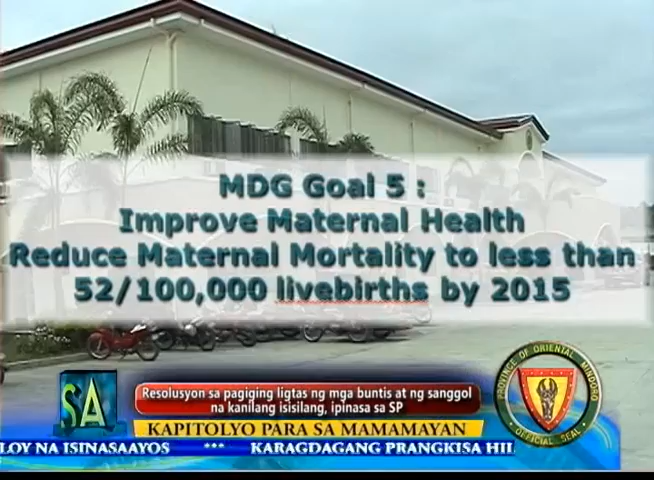 MDG Goal 5 :
Improve Maternal Health
Reduce Maternal Mortality to less than
52/100,000 livebirths by 2015
SA
Resolusyon sa pagiging ligtas ng mga buntis at ng sanggol
na kanilang isisilang, ipinasa sa SP
KAPITOLYO PARA SA MAMAMAYAN
LOY NA ISINASAAYOS *** KARAGDAGANG PRANGKISA HIL
PROVINCE OF ORIENTAL MINDORO
OFFICIAL SEAL